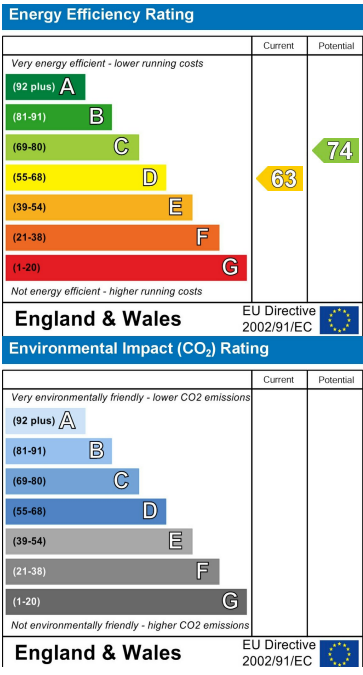 Energy Efficiency Rating
Current Potential
Very energy efficient - lower running costs
(92 plus) A
(81-91) B
(69-80) C
74
(55-68) D
63
(39-54) E
(21-38) F
(1-20) G
Not energy efficient - higher running costs
England & Wales
EU Directive
2002/91/EC
Environmental Impact (CO₂) Rating
Current Potential
Very environmentally friendly - lower CO2 emissions
(92 plus) A
(81-91) B
(69-80) C
(55-68) D
(39-54) E
(21-38) F
(1-20) G
Not environmentally friendly - higher CO2 emissions
England & Wales
EU Directive
2002/91/EC